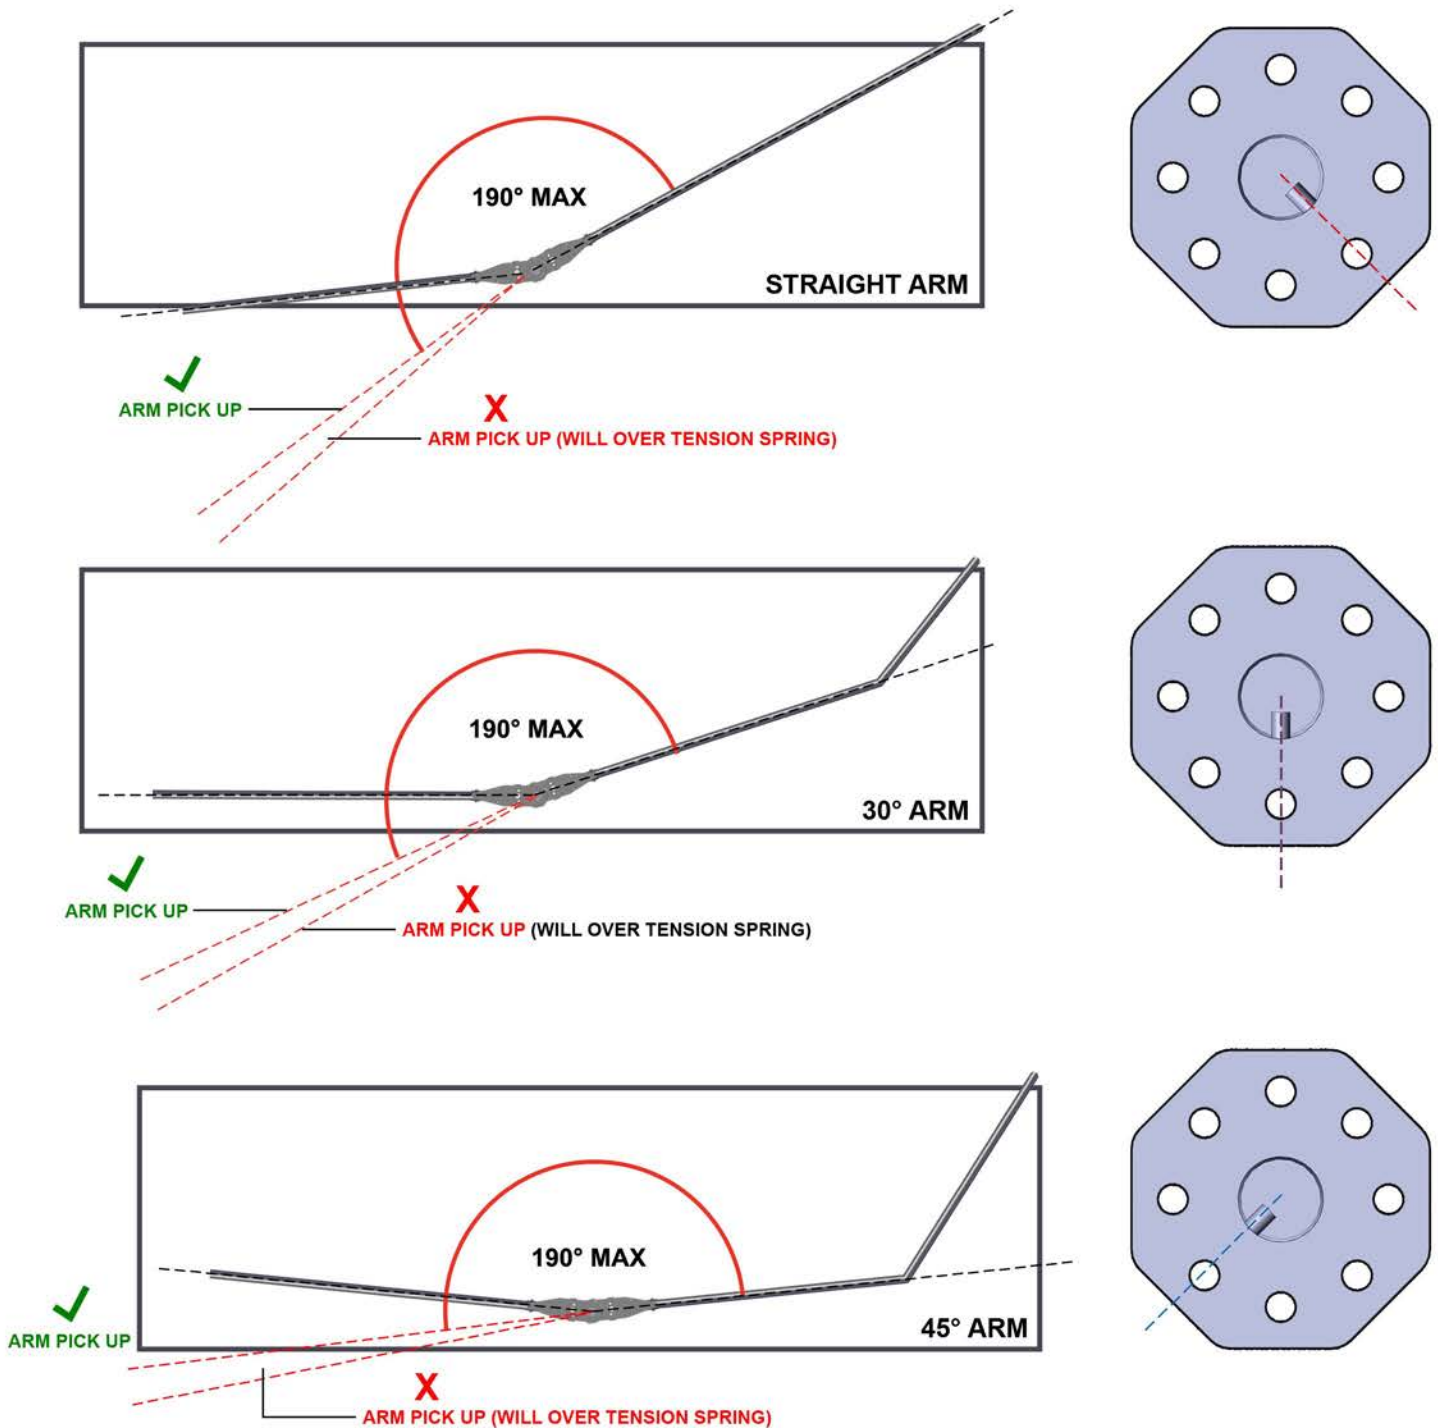 190° MAX
STRAIGHT ARM
ARM PICK UP
X
ARM PICK UP (WILL OVER TENSION SPRING)
190° MAX
30° ARM
ARM PICK UP
X
ARM PICK UP (WILL OVER TENSION SPRING)
190° MAX
45° ARM
ARM PICK UP
X
ARM PICK UP (WILL OVER TENSION SPRING)